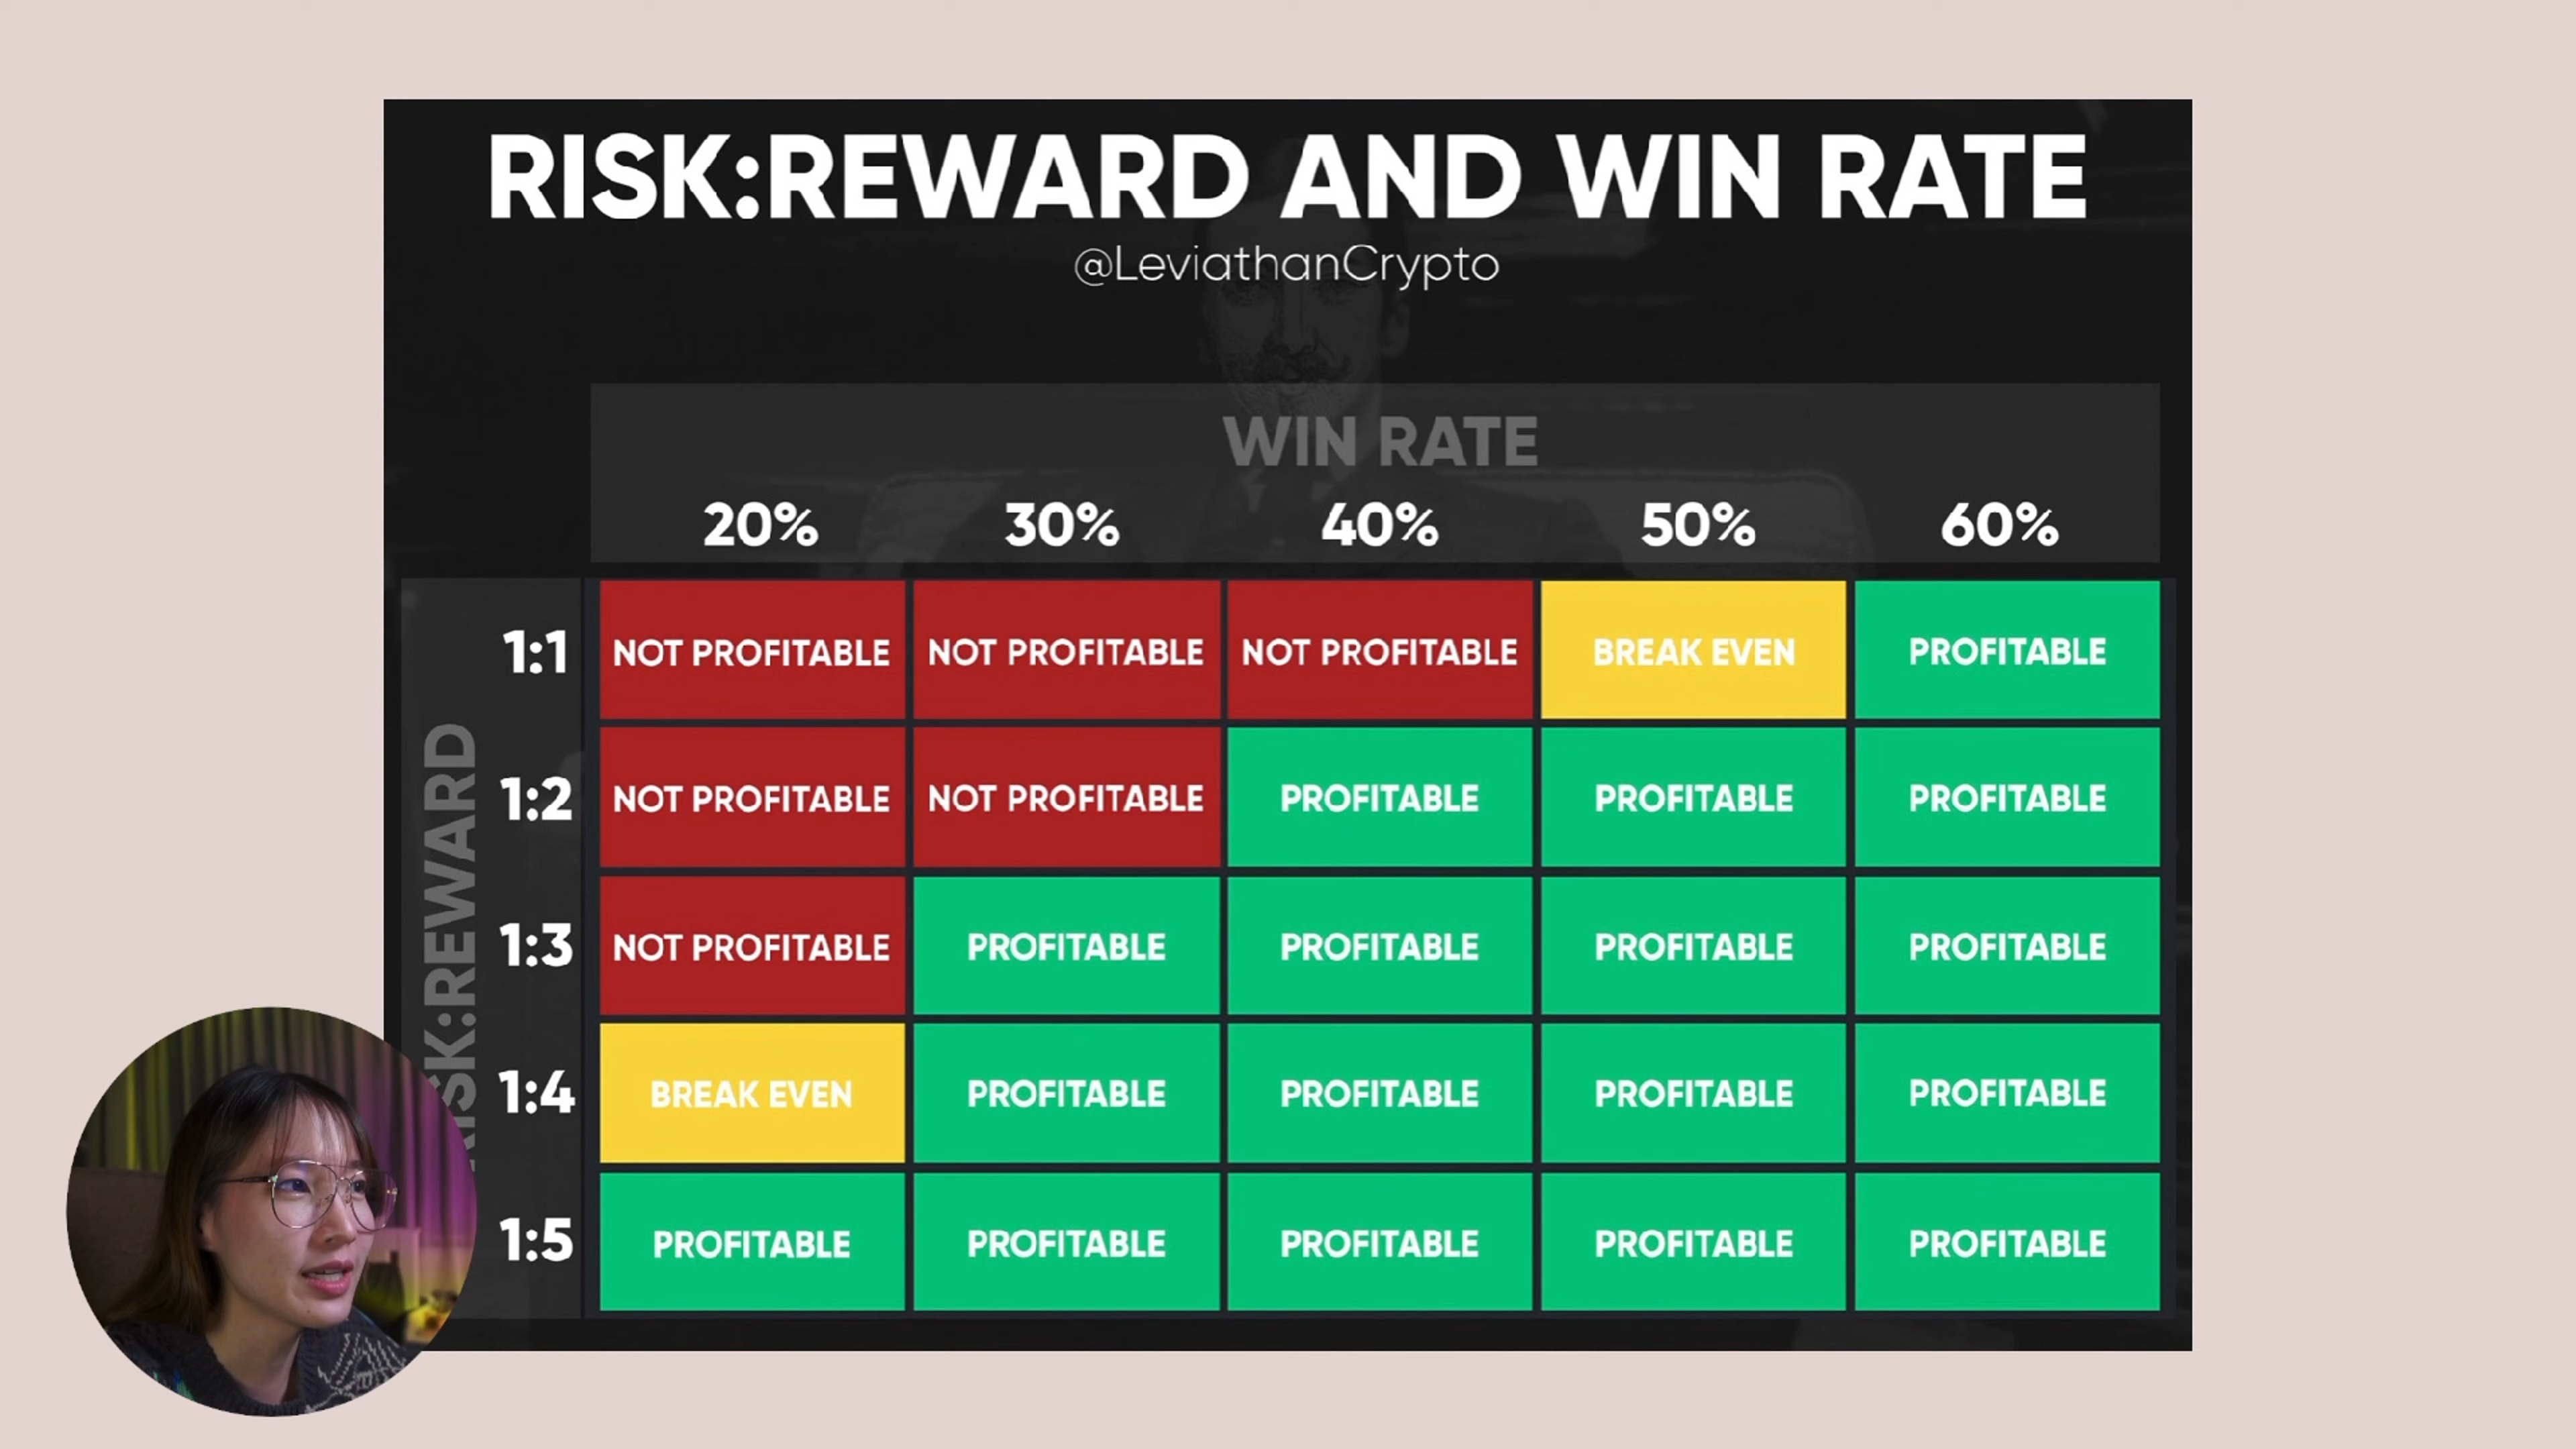 RISK:REWARD AND WIN RATE
@LeviathanCrypto
WIN RATE
20% 30% 40% 50% 60%
RISK:REWARD
1:1 NOT PROFITABLE NOT PROFITABLE NOT PROFITABLE BREAK EVEN PROFITABLE
1:2 NOT PROFITABLE NOT PROFITABLE PROFITABLE PROFITABLE PROFITABLE
1:3 NOT PROFITABLE PROFITABLE PROFITABLE PROFITABLE PROFITABLE
1:4 BREAK EVEN PROFITABLE PROFITABLE PROFITABLE PROFITABLE
1:5 PROFITABLE PROFITABLE PROFITABLE PROFITABLE PROFITABLE